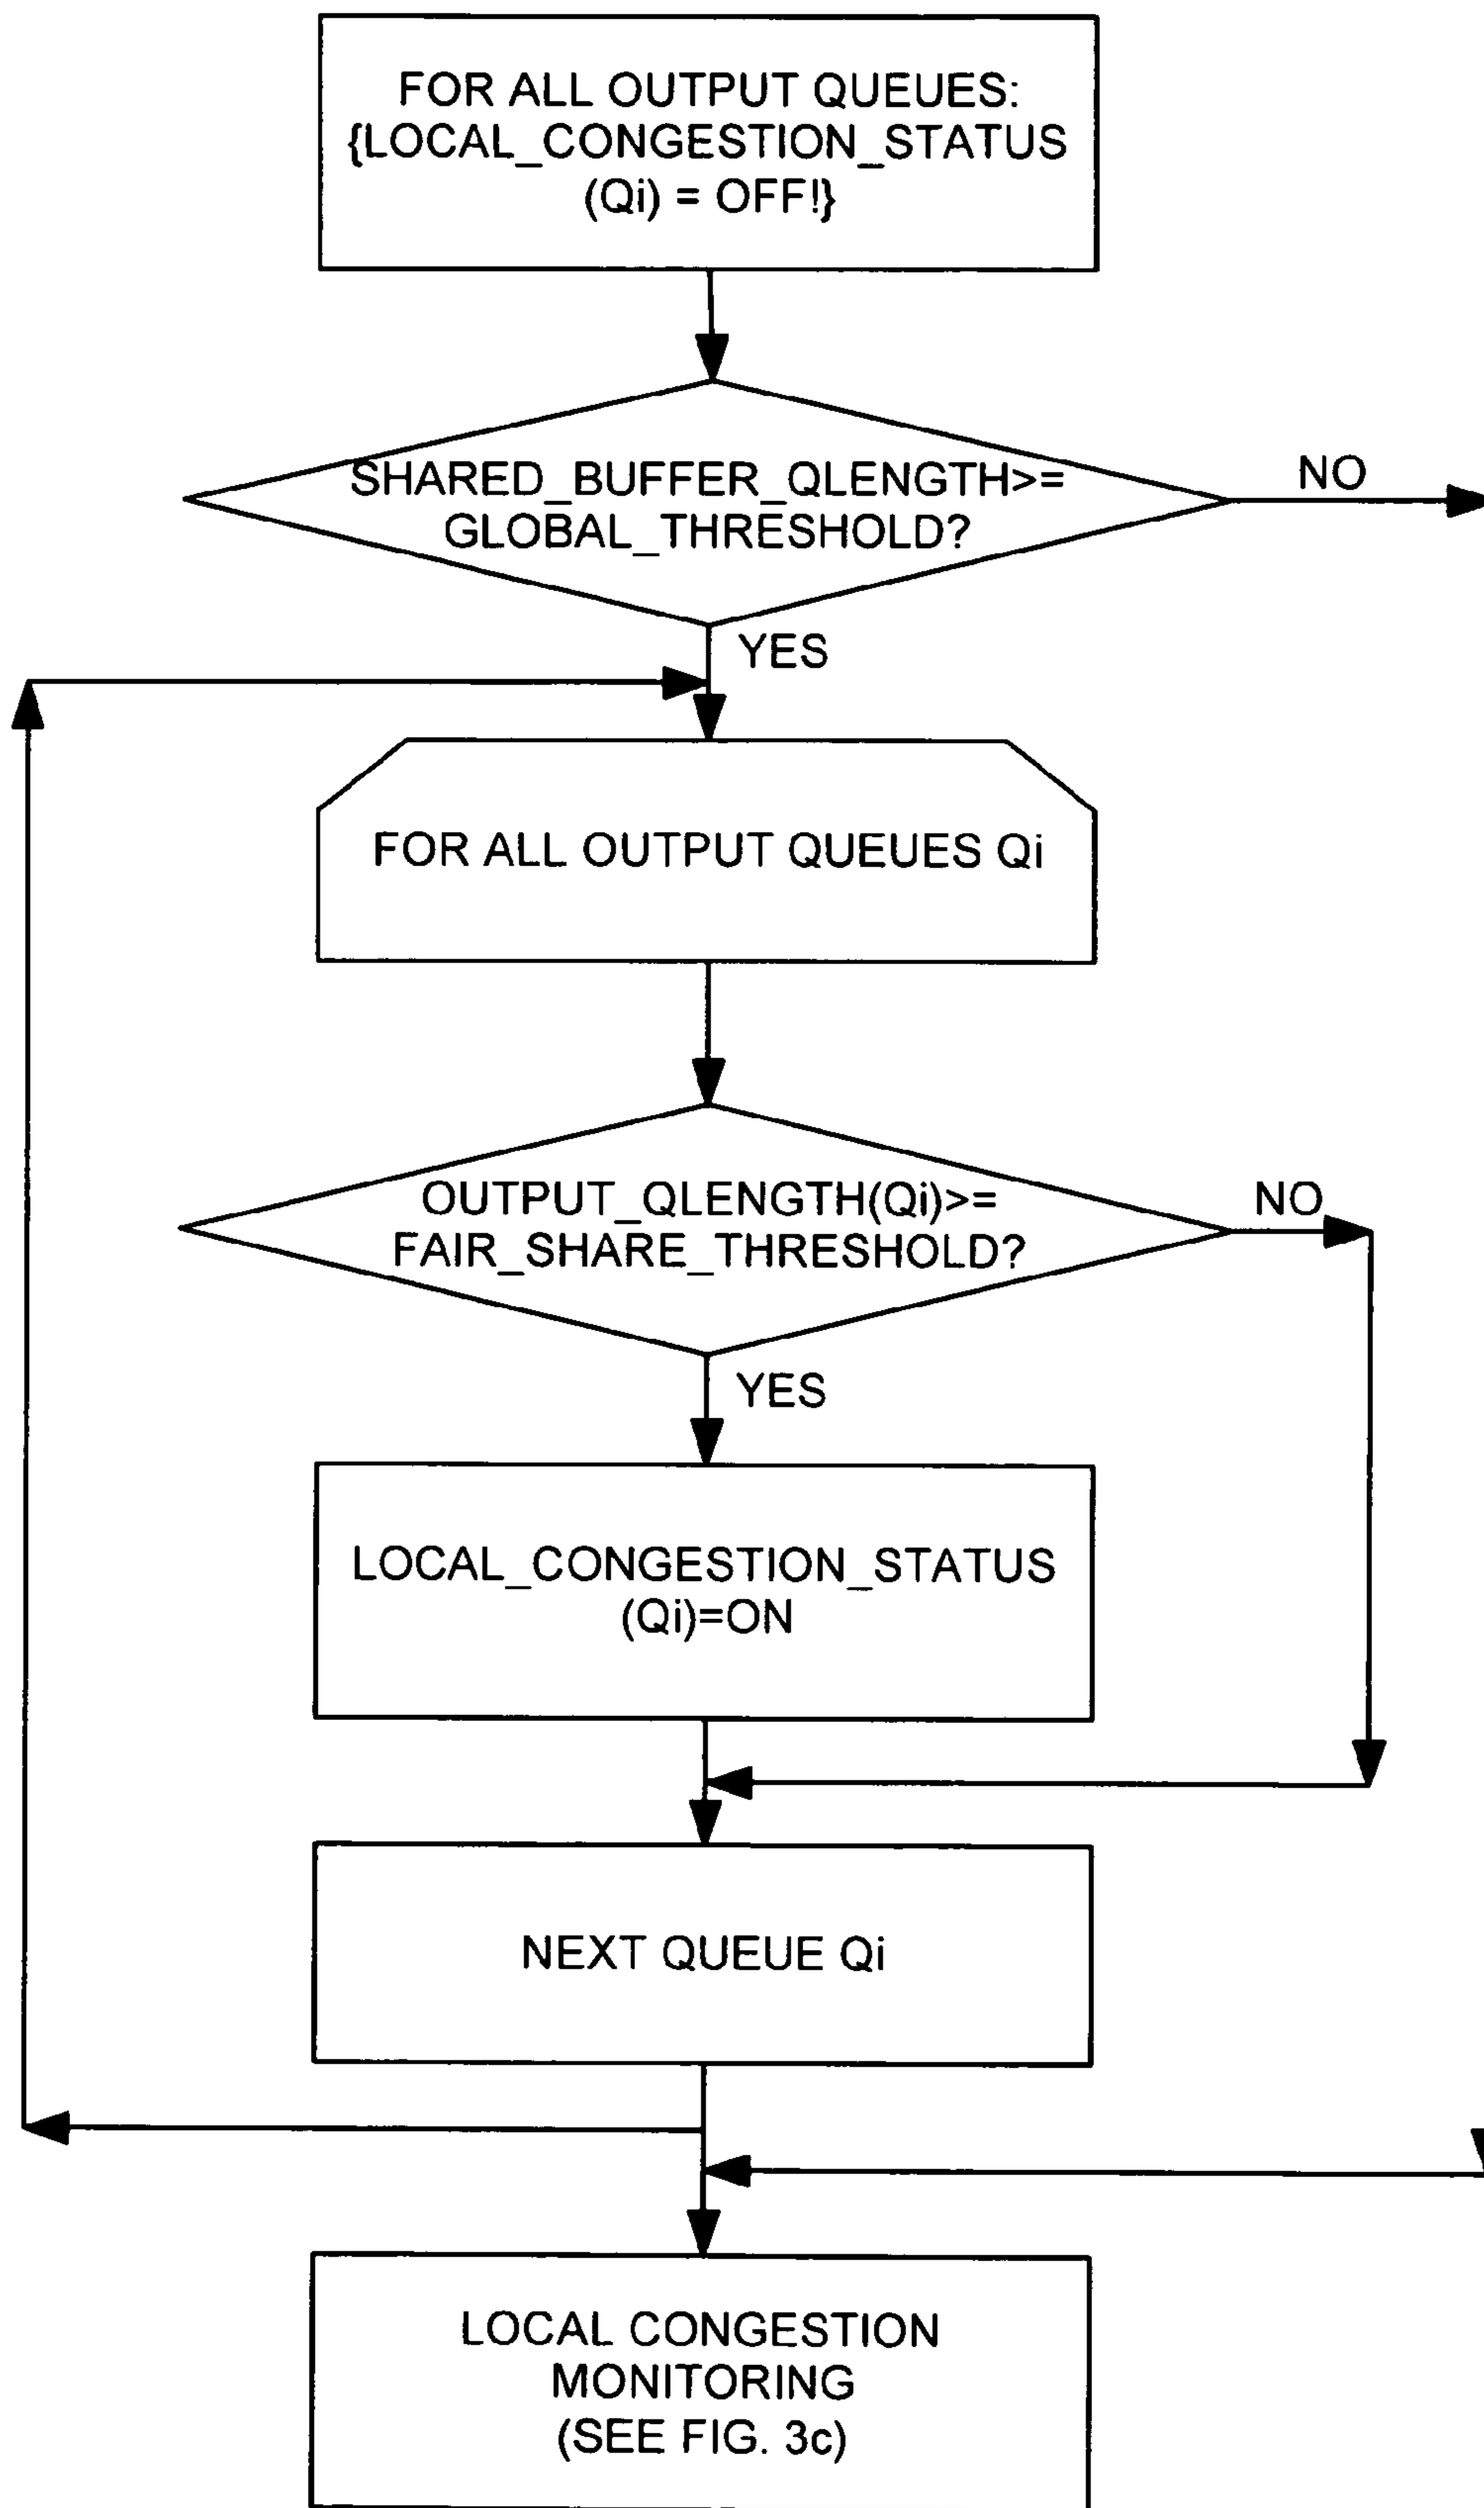 FOR ALL OUTPUT QUEUES:
{LOCAL_CONGESTION_STATUS
(Qi) = OFF!}
SHARED_BUFFER_QLENGTH>=
GLOBAL_THRESHOLD?
NO
YES
FOR ALL OUTPUT QUEUES Qi
OUTPUT_QLENGTH(Qi)>=
FAIR_SHARE_THRESHOLD?
NO
YES
LOCAL_CONGESTION_STATUS
(Qi)=ON
NEXT QUEUE Qi
LOCAL CONGESTION
MONITORING
(SEE FIG. 3c)